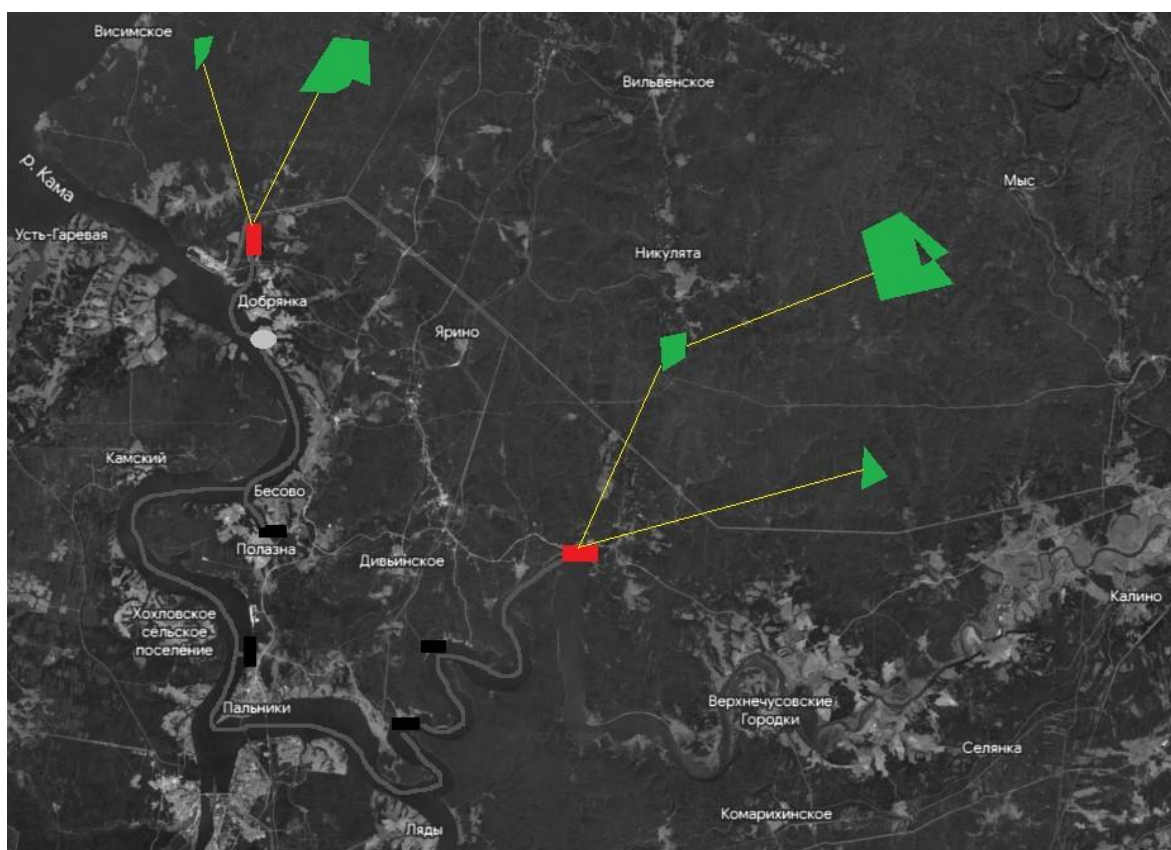 Висимское
Вильвенское
р. Кама
Мыс
Усть-Гаревая
Никулята
Добрянка
Ярино
Камский
Бесово
Полазна
Дивьинское
Калино
Хохловское
сельское
поселение
Пальники
Верхнечусовские
Городки
Селянка
Комарихинское
Ляды